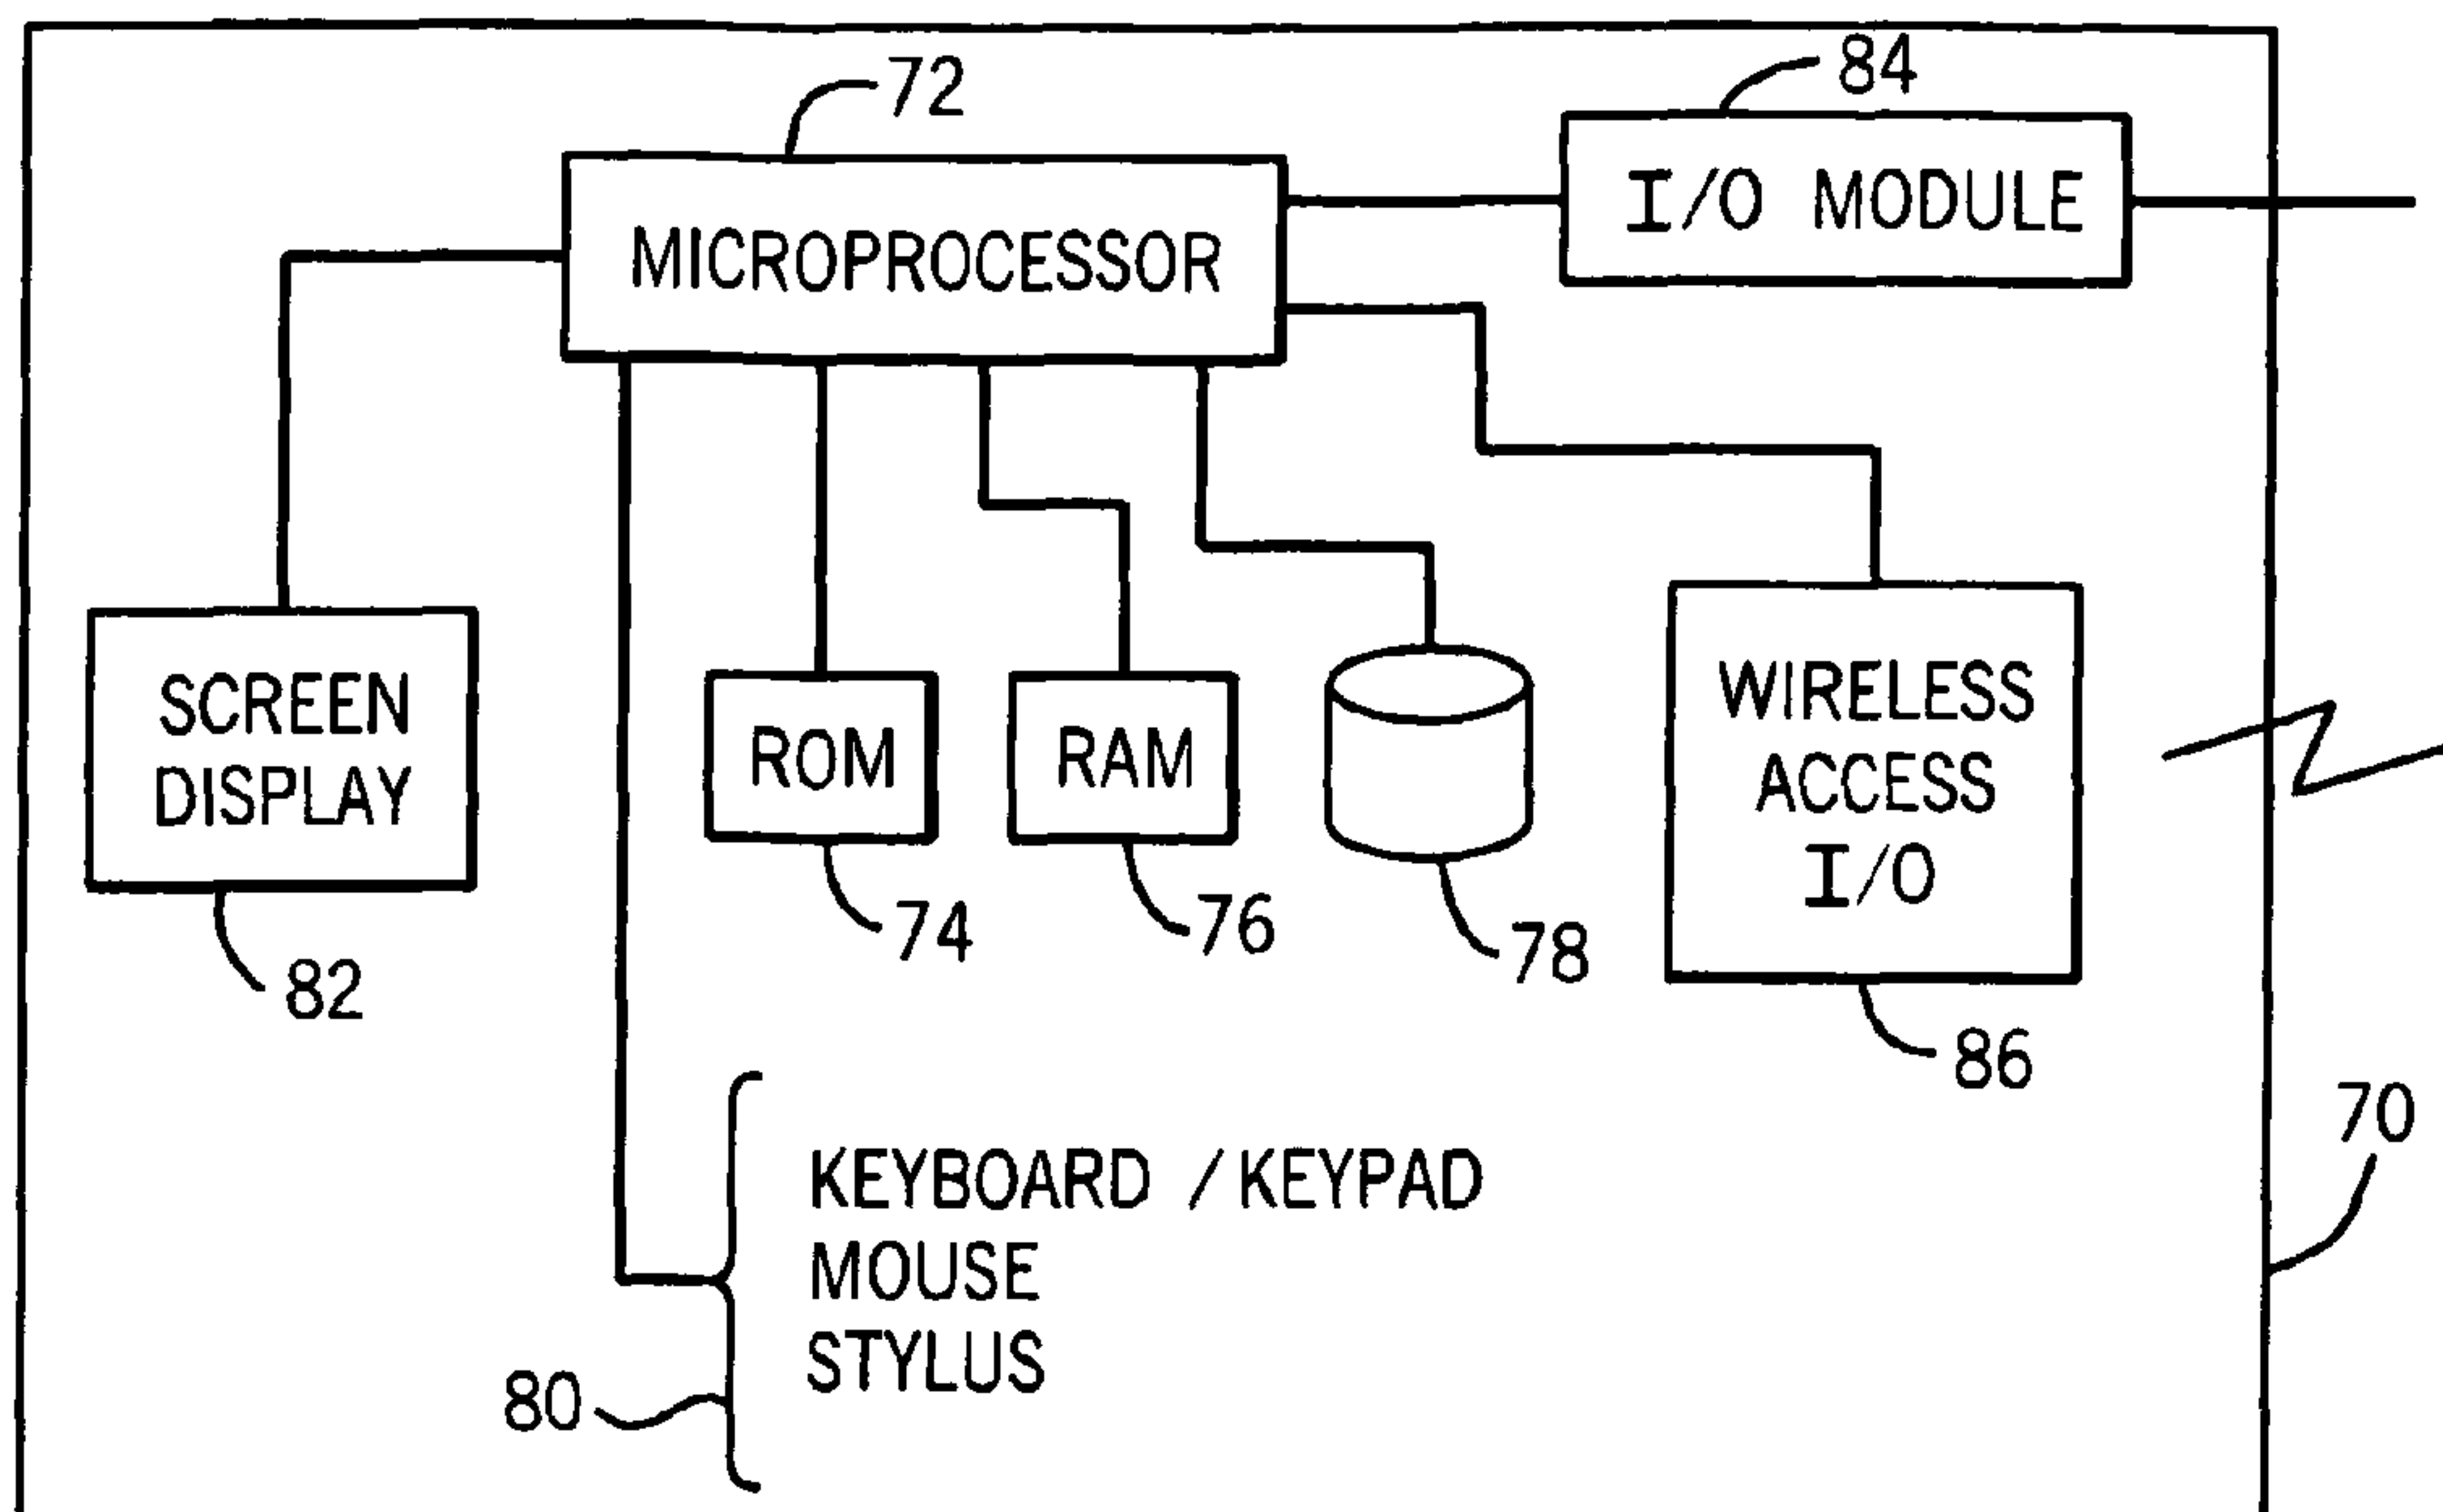 72
84
MICROPROCESSOR
I/O MODULE
SCREEN
DISPLAY
82
ROM
74
RAM
76
78
WIRELESS
ACCESS
I/O
86
70
KEYBOARD / KEYPAD
MOUSE
STYLUS
80